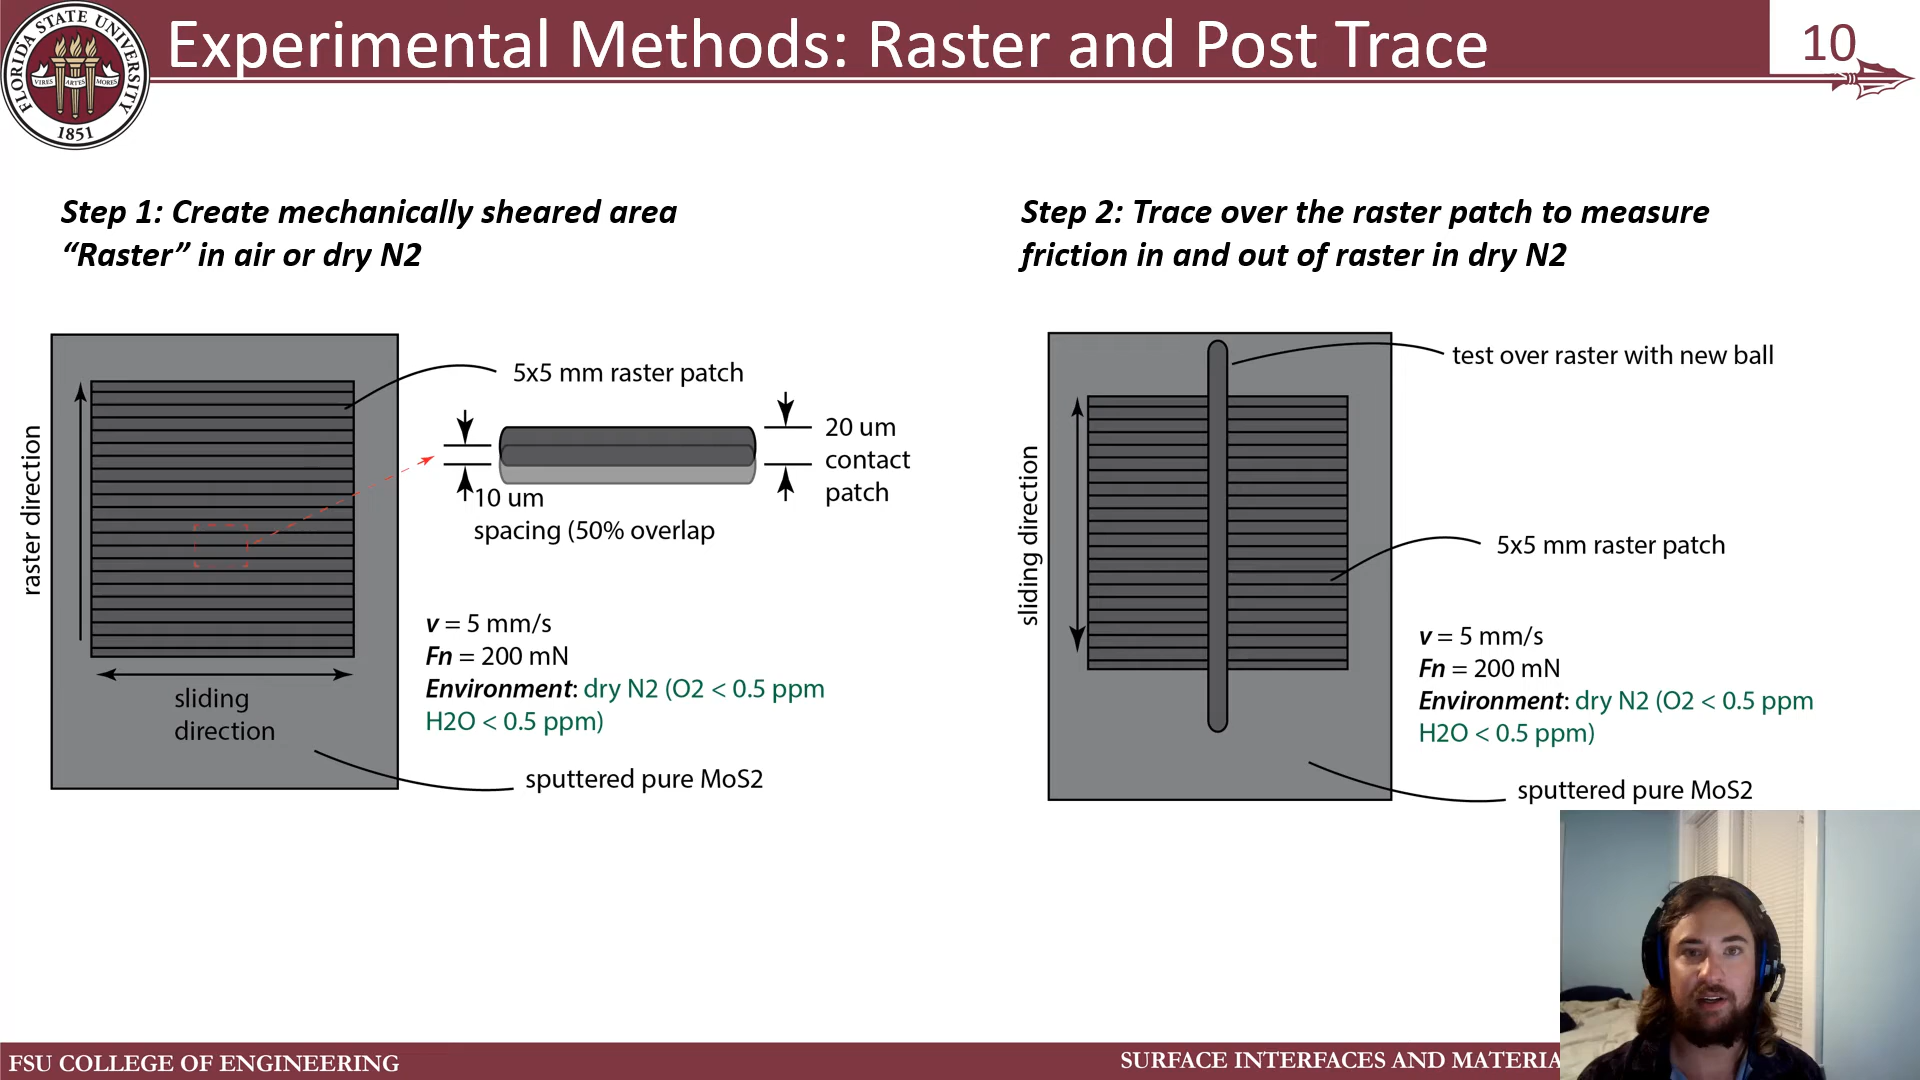 Experimental Methods: Raster and Post Trace
10
FLORIDA STATE UNIVERSITY
VIRES ARTES MORES
1851
Step 1: Create mechanically sheared area
“Raster” in air or dry N2
raster direction
5x5 mm raster patch
20 um
contact
patch
10 um
spacing (50% overlap
sliding
direction
v = 5 mm/s
Fn = 200 mN
Environment: dry N2 (O2 < 0.5 ppm
H2O < 0.5 ppm)
sputtered pure MoS2
Step 2: Trace over the raster patch to measure
friction in and out of raster in dry N2
sliding direction
test over raster with new ball
5x5 mm raster patch
v = 5 mm/s
Fn = 200 mN
Environment: dry N2 (O2 < 0.5 ppm
H2O < 0.5 ppm)
sputtered pure MoS2
FSU COLLEGE OF ENGINEERING
SURFACE INTERFACES AND MATERIA